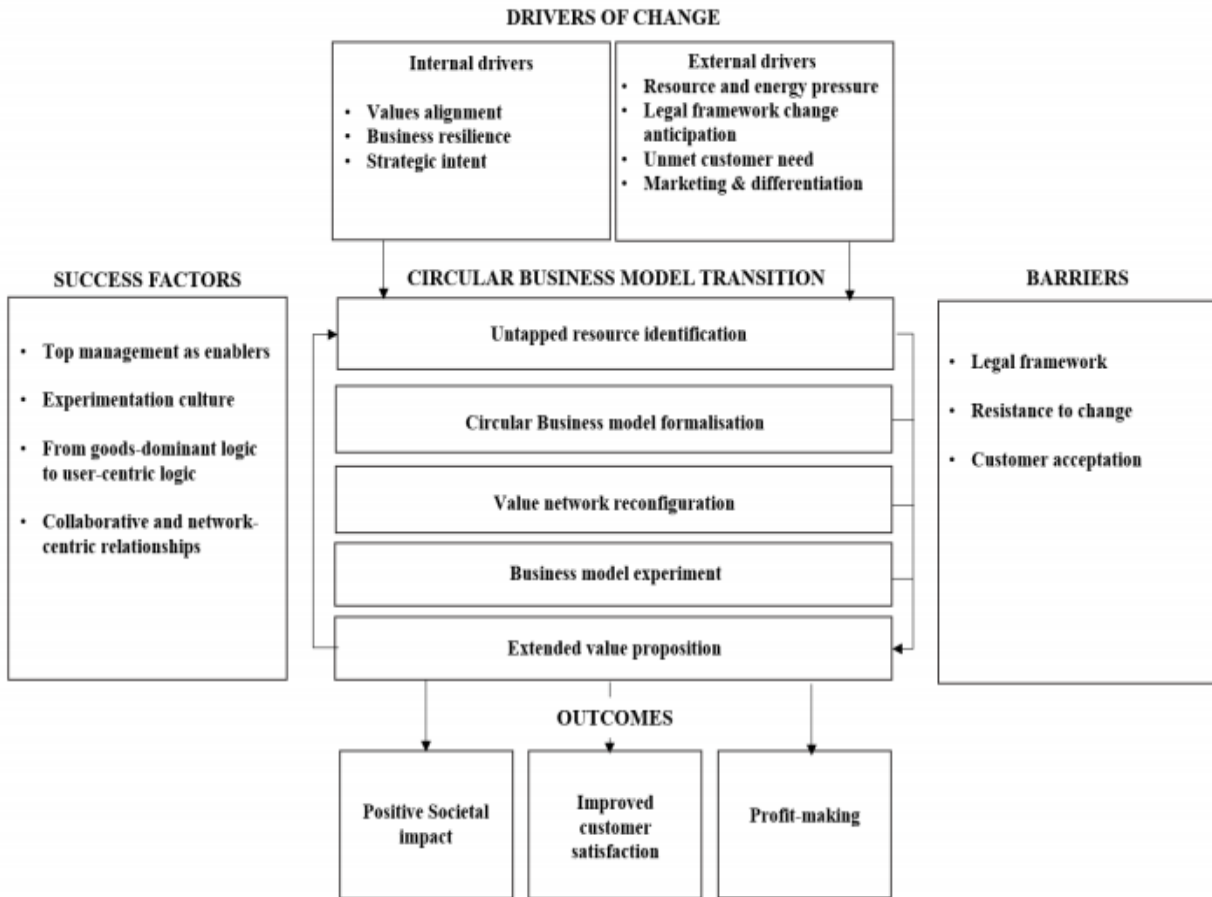 DRIVERS OF CHANGE
Internal drivers
• Values alignment
• Business resilience
• Strategic intent
External drivers
• Resource and energy pressure
• Legal framework change
anticipation
• Unmet customer need
• Marketing & differentiation
SUCCESS FACTORS
• Top management as enablers
• Experimentation culture
• From goods-dominant logic
to user-centric logic
• Collaborative and network-
centric relationships
CIRCULAR BUSINESS MODEL TRANSITION
Untapped resource identification
Circular Business model formalisation
Value network reconfiguration
Business model experiment
Extended value proposition
BARRIERS
• Legal framework
• Resistance to change
• Customer acceptation
OUTCOMES
Positive Societal
impact
Improved
customer
satisfaction
Profit-making